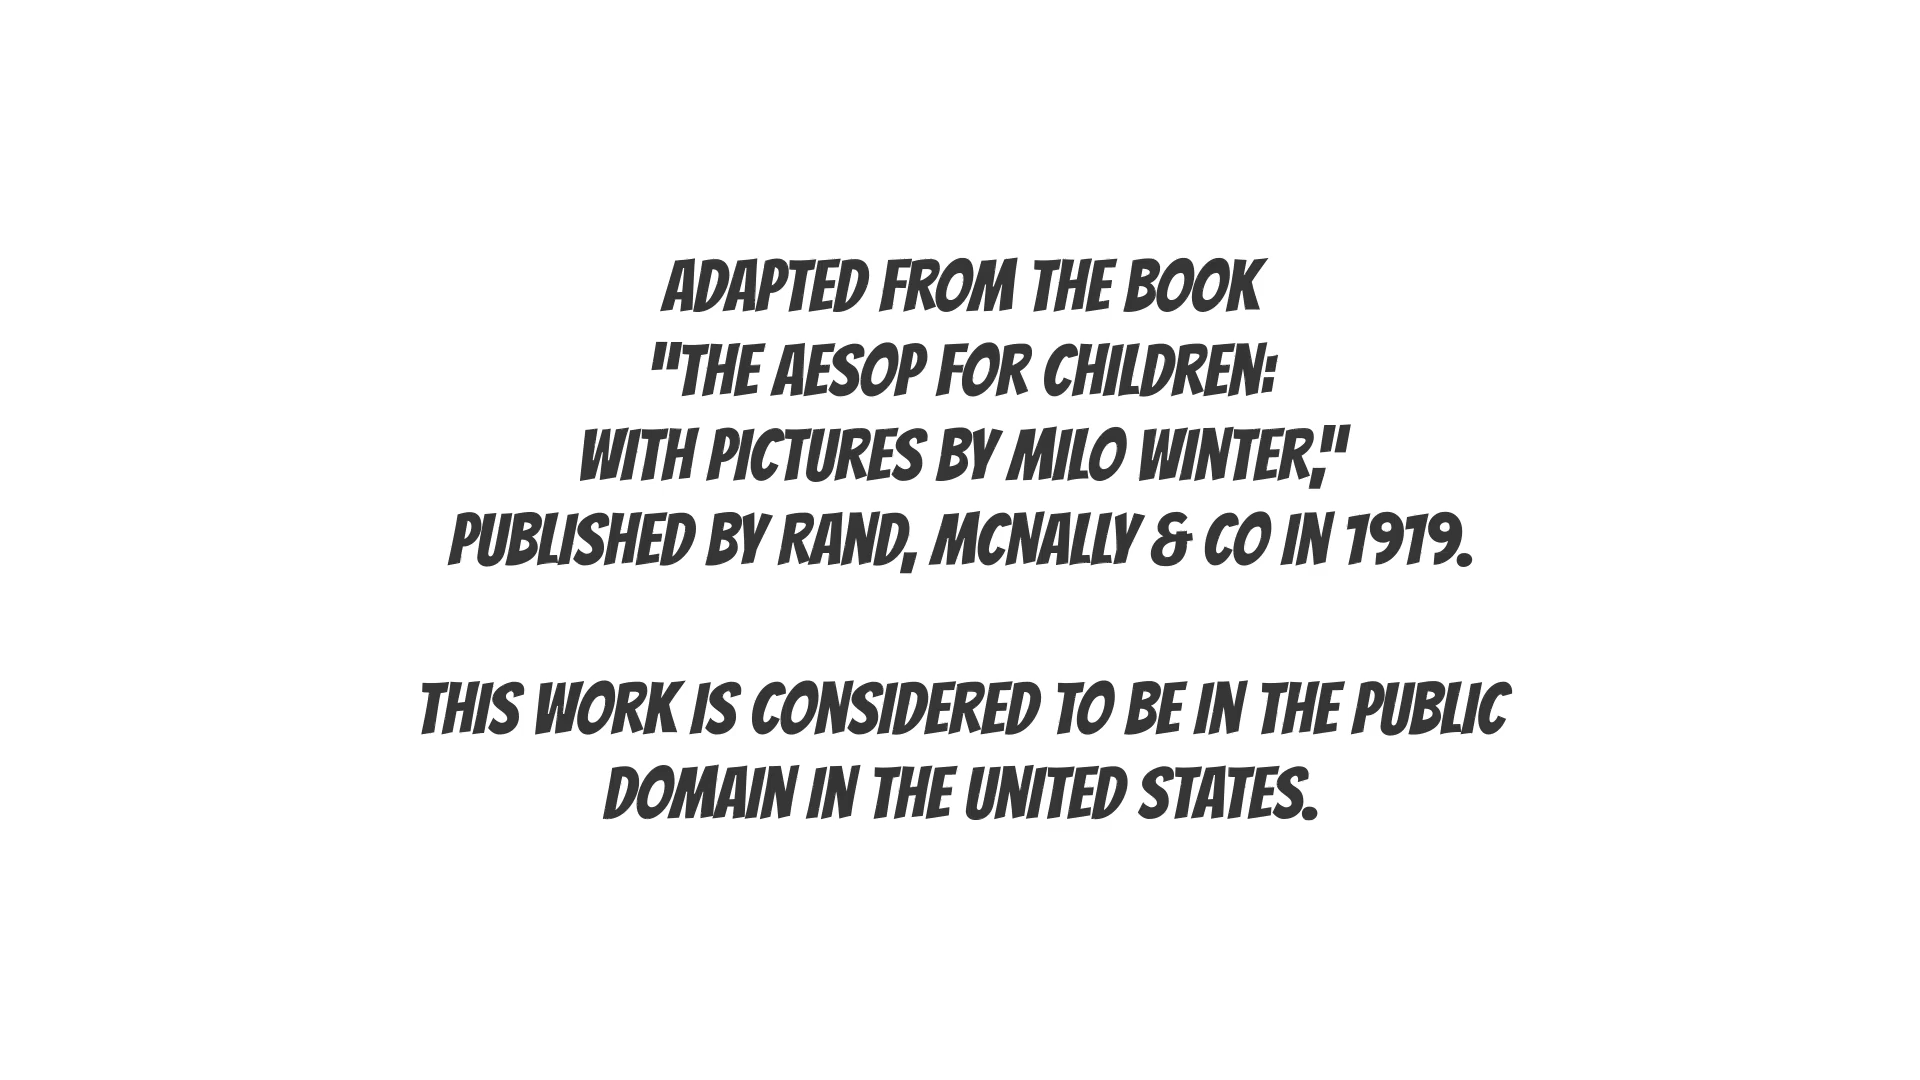 ADAPTED FROM THE BOOK
"THE AESOP FOR CHILDREN:
WITH PICTURES BY MILO WINTER,"
PUBLISHED BY RAND, MCNALLY & CO IN 1919.
THIS WORK IS CONSIDERED TO BE IN THE PUBLIC
DOMAIN IN THE UNITED STATES.